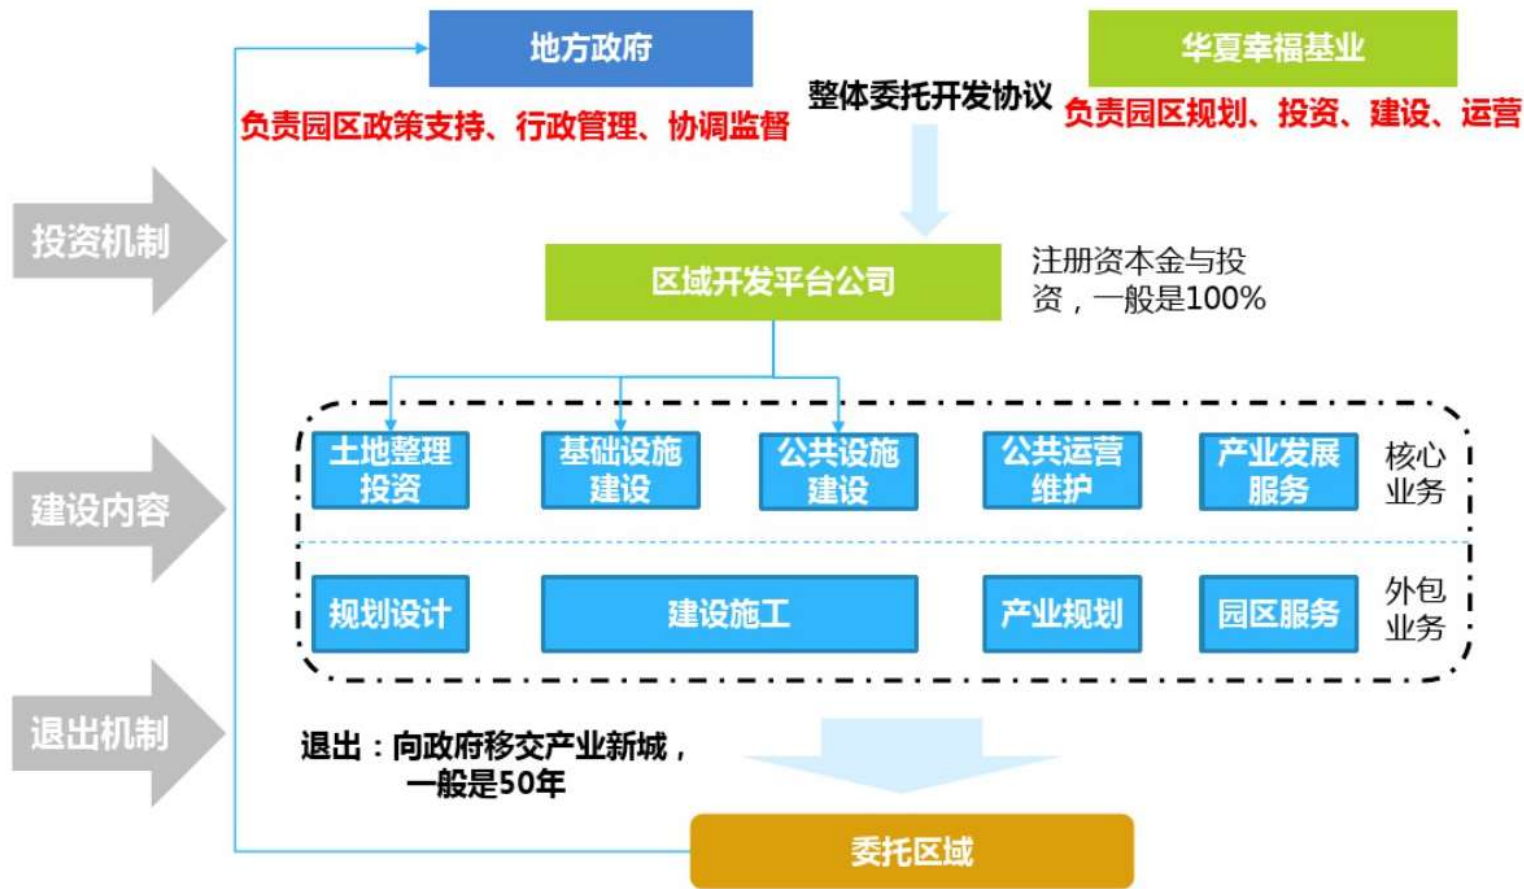 地方政府
华夏幸福基业
整体委托开发协议
负责园区政策支持、行政管理、协调监督
负责园区规划、投资、建设、运营
投资机制
区域开发平台公司
注册资本金与投
资，一般是100%
土地整理
投资
基础设施
建设
公共设施
建设
公共运营
维护
产业发展
服务
核心
业务
建设内容
规划设计
建设施工
产业规划
园区服务
外包
业务
退出机制
退出：向政府移交产业新城，
一般是50年
委托区域